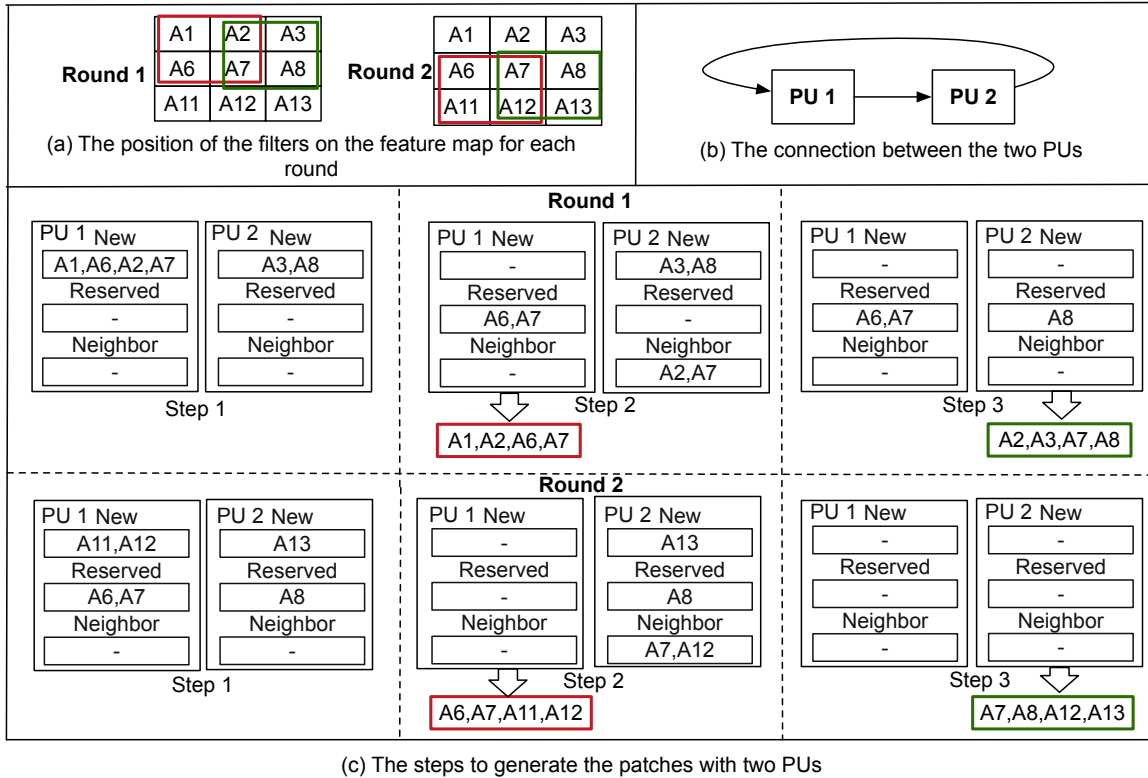 A1 A2 A3
Round 1 A6 A7 A8
A11 A12 A13
A1 A2 A3
Round 2 A6 A7 A8
A11 A12 A13
(a) The position of the filters on the feature map for each
round
PU 1 PU 2
(b) The connection between the two PUs
Round 1
PU 1 New
A1,A6,A2,A7
Reserved
-
Neighbor
-
PU 2 New
A3,A8
Reserved
-
Neighbor
-
Step 1
PU 1 New
-
Reserved
A6,A7
Neighbor
-
PU 2 New
A3,A8
Reserved
-
Neighbor
A2,A7
Step 2
A1,A2,A6,A7
PU 1 New
-
Reserved
A6,A7
Neighbor
-
PU 2 New
-
Reserved
A8
Neighbor
-
Step 3
A2,A3,A7,A8
Round 2
PU 1 New
A11,A12
Reserved
A6,A7
Neighbor
-
PU 2 New
A13
Reserved
A8
Neighbor
-
Step 1
PU 1 New
-
Reserved
-
Neighbor
-
PU 2 New
A13
Reserved
A8
Neighbor
A7,A12
Step 2
A6,A7,A11,A12
PU 1 New
-
Reserved
-
Neighbor
-
PU 2 New
-
Reserved
-
Neighbor
-
Step 3
A7,A8,A12,A13
(c) The steps to generate the patches with two PUs